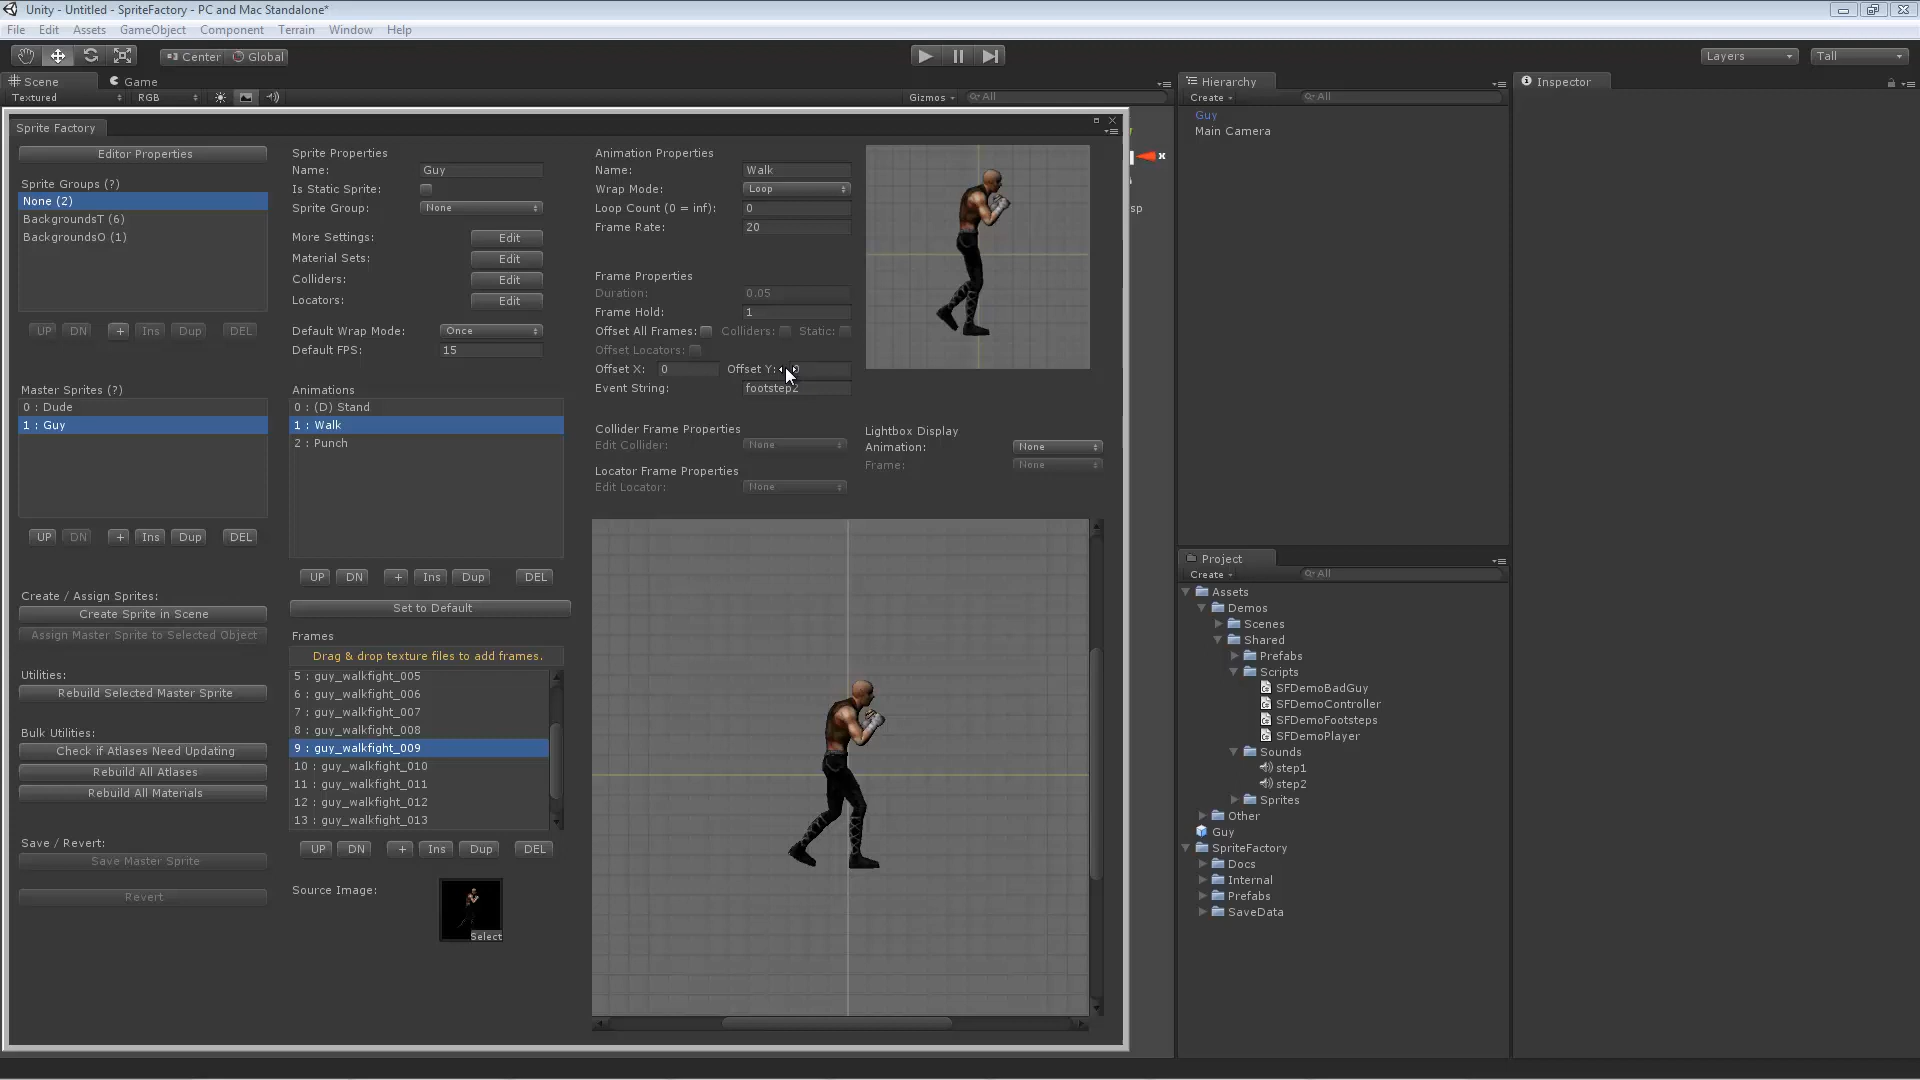 Unity - Untitled - SpriteFactory - PC and Mac Standalone*
File Edit Assets GameObject Component Terrain Window Help
Center Global
Layers
Tall
Scene
Game
Textured
RGB
Gizmos
All
Sprite Factory
Editor Properties
Sprite Groups (?)
None (2)
BackgroundsT (6)
BackgroundsO (1)
UP DN + Ins Dup DEL
Master Sprites (?)
0 : Dude
1 : Guy
UP DN + Ins Dup DEL
Create / Assign Sprites:
Create Sprite in Scene
Assign Master Sprite to Selected Object
Utilities:
Rebuild Selected Master Sprite
Bulk Utilities:
Check if Atlases Need Updating
Rebuild All Atlases
Rebuild All Materials
Save / Revert:
Save Master Sprite
Revert
Sprite Properties
Name: Guy
Is Static Sprite:
Sprite Group: None
More Settings: Edit
Material Sets: Edit
Colliders: Edit
Locators: Edit
Default Wrap Mode: Once
Default FPS: 15
Animations
0 : (D) Stand
1 : Walk
2 : Punch
UP DN + Ins Dup DEL
Set to Default
Frames
Drag & drop texture files to add frames.
5 : guy_walkfight_005
6 : guy_walkfight_006
7 : guy_walkfight_007
8 : guy_walkfight_008
9 : guy_walkfight_009
10 : guy_walkfight_010
11 : guy_walkfight_011
12 : guy_walkfight_012
13 : guy_walkfight_013
UP DN + Ins Dup DEL
Source Image:
Select
Animation Properties
Name: Walk
Wrap Mode: Loop
Loop Count (0 = inf): 0
Frame Rate: 20
Frame Properties
Duration: 0.05
Frame Hold: 1
Offset All Frames: Colliders: Static:
Offset Locators:
Offset X: 0 Offset Y:
Event String: footstep2
Collider Frame Properties
Edit Collider: None
Locator Frame Properties
Edit Locator: None
Lightbox Display
Animation: None
Frame: None
x
sp
Hierarchy
Create
All
Guy
Main Camera
Project
Create
All
Assets
Demos
Scenes
Shared
Prefabs
Scripts
SFDemoBadGuy
SFDemoController
SFDemoFootsteps
SFDemoPlayer
Sounds
step1
step2
Sprites
Other
Guy
SpriteFactory
Docs
Internal
Prefabs
SaveData
Inspector